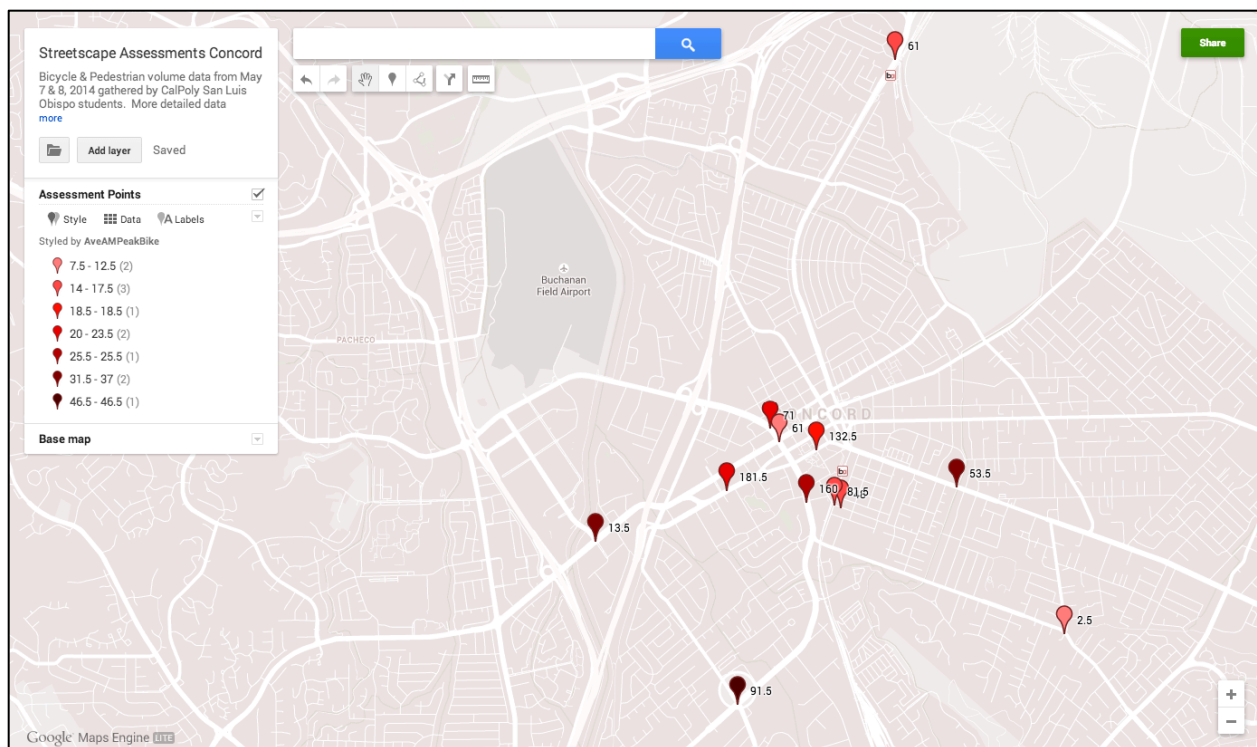 Streetscape Assessments Concord
Bicycle & Pedestrian volume data from May
7 & 8, 2014 gathered by CalPoly San Luis
Obispo students. More detailed data
more
Add layer
Saved
Assessment Points
Style
Data
Labels
Styled by AveAMPeakBike
7.5 - 12.5 (2)
14 - 17.5 (3)
18.5 - 18.5 (1)
20 - 23.5 (2)
25.5 - 25.5 (1)
31.5 - 37 (2)
46.5 - 46.5 (1)
Base map
Share
61
Buchanan
Field Airport
PACHECO
71
61
132.5
181.5
160
81.5
53.5
13.5
2.5
91.5
Google Maps Engine LITE